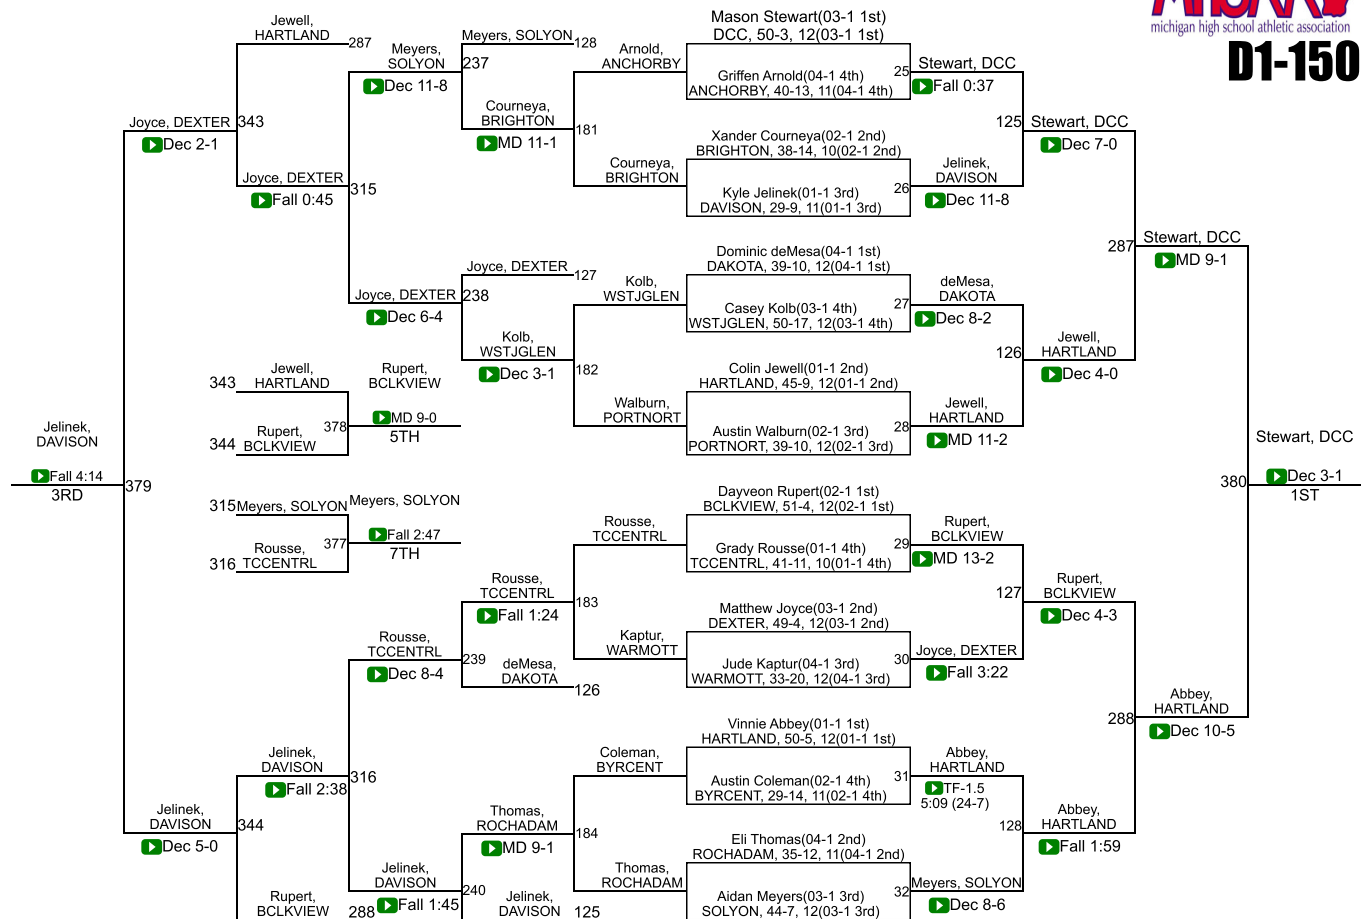 MHSAA
michigan high school athletic association
D1-150
Jewell,
HARTLAND
287
Joyce, DEXTER
Dec 2-1
343
Joyce, DEXTER
Fall 0:45
315
Meyers,
SOLYON
Dec 11-8
Meyers, SOLYON
128
237
Courneya,
BRIGHTON
MD 11-1
181
Arnold,
ANCHORBY
Courneya,
BRIGHTON
Mason Stewart(03-1 1st)
DCC, 50-3, 12(03-1 1st)
Griffen Arnold(04-1 4th)
ANCHORBY, 40-13, 11(04-1 4th)
25
Stewart, DCC
Fall 0:37
Xander Courneya(02-1 2nd)
BRIGHTON, 38-14, 10(02-1 2nd)
Kyle Jelinek(01-1 3rd)
DAVISON, 29-9, 11(01-1 3rd)
26
Jelinek,
DAVISON
Dec 11-8
125
Stewart, DCC
Dec 7-0
Joyce, DEXTER
127
Joyce, DEXTER
238
Dec 6-4
Kolb,
WSTJGLEN
Dec 3-1
182
Kolb,
WSTJGLEN
Walburn,
PORTNORT
Dominic deMesa(04-1 1st)
DAKOTA, 39-10, 12(04-1 1st)
Casey Kolb(03-1 4th)
WSTJGLEN, 50-17, 12(03-1 4th)
27
deMesa,
DAKOTA
Dec 8-2
Colin Jewell(01-1 2nd)
HARTLAND, 45-9, 12(01-1 2nd)
Austin Walburn(02-1 3rd)
PORTNORT, 39-10, 12(02-1 3rd)
28
Jewell,
HARTLAND
MD 11-2
126
Jewell,
HARTLAND
Dec 4-0
287
Stewart, DCC
MD 9-1
343
Jewell,
HARTLAND
344
Rupert,
BCLKVIEW
378
Rupert,
BCLKVIEW
MD 9-0
5TH
Jelinek,
DAVISON
Fall 4:14
3RD
379
315
Meyers, SOLYON
316
Rousse,
TCCENTRL
377
Meyers, SOLYON
Fall 2:47
7TH
380
Stewart, DCC
Dec 3-1
1ST
Rousse,
TCCENTRL
Dayveon Rupert(02-1 1st)
BCLKVIEW, 51-4, 12(02-1 1st)
Grady Rousse(01-1 4th)
TCCENTRL, 41-11, 10(01-1 4th)
29
Rupert,
BCLKVIEW
MD 13-2
Rousse,
TCCENTRL
Fall 1:24
183
Kaptur,
WARMOTT
Matthew Joyce(03-1 2nd)
DEXTER, 49-4, 12(03-1 2nd)
Jude Kaptur(04-1 3rd)
WARMOTT, 33-20, 12(04-1 3rd)
30
Joyce, DEXTER
Fall 3:22
127
Rupert,
BCLKVIEW
Dec 4-3
Rousse,
TCCENTRL
Dec 8-4
239
deMesa,
DAKOTA
126
Jelinek,
DAVISON
Fall 2:38
316
Jelinek,
DAVISON
Dec 5-0
344
Rupert,
BCLKVIEW
288
Jelinek,
DAVISON
Fall 1:45
240
Thomas,
ROCHADAM
MD 9-1
184
Jelinek,
DAVISON
125
Coleman,
BYRCENT
Thomas,
ROCHADAM
Vinnie Abbey(01-1 1st)
HARTLAND, 50-5, 12(01-1 1st)
Austin Coleman(02-1 4th)
BYRCENT, 29-14, 11(02-1 4th)
31
Abbey,
HARTLAND
TF-1.5
5:09 (24-7)
Eli Thomas(04-1 2nd)
ROCHADAM, 35-12, 11(04-1 2nd)
Aidan Meyers(03-1 3rd)
SOLYON, 44-7, 12(03-1 3rd)
32
Meyers, SOLYON
Dec 8-6
128
Abbey,
HARTLAND
Fall 1:59
288
Abbey,
HARTLAND
Dec 10-5